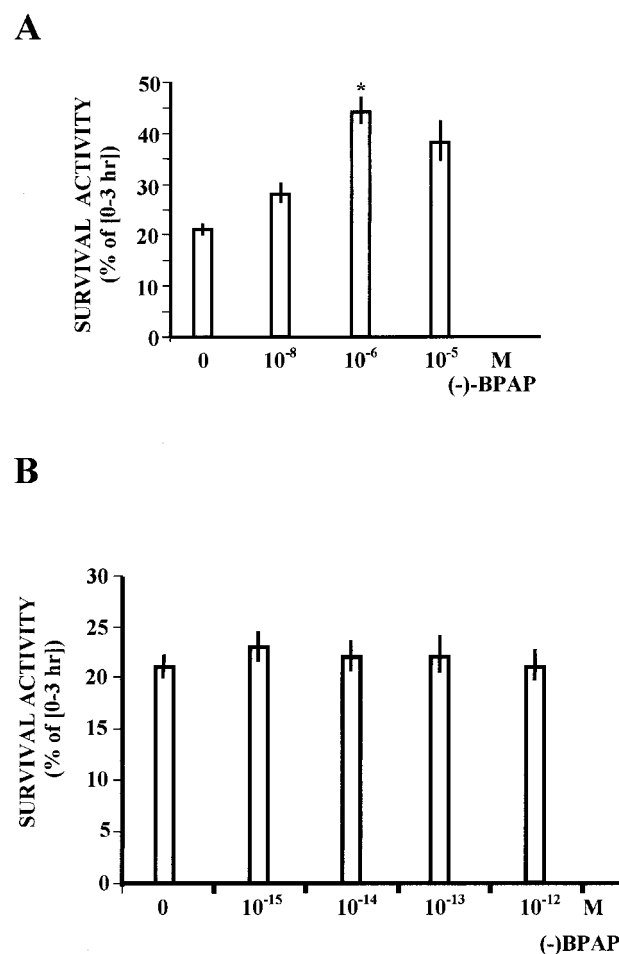 A
SURVIVAL ACTIVITY
(% of [0-3 hr])
50
40
30
20
10
0
*
0 10⁻⁸ 10⁻⁶ 10⁻⁵ M
(-)-BPAP
B
SURVIVAL ACTIVITY
(% of [0-3 hr])
30
25
20
15
10
5
0
0 10⁻¹⁵ 10⁻¹⁴ 10⁻¹³ 10⁻¹² M
(-)BPAP